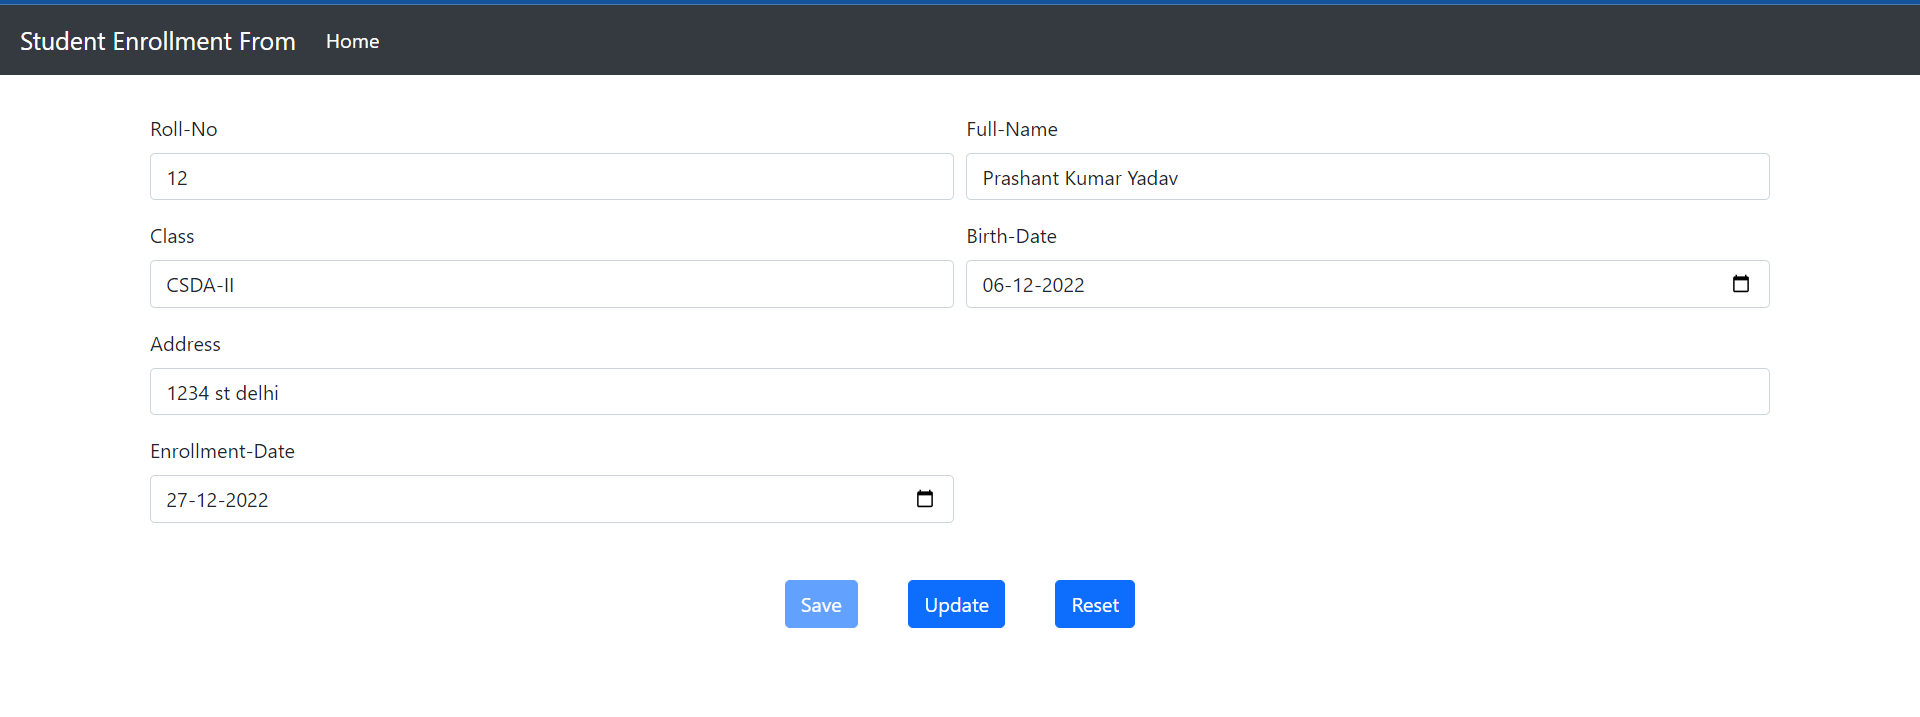 Student Enrollment From Home
Roll-No Full-Name
12 Prashant Kumar Yadav
Class Birth-Date
CSDA-II 06-12-2022
Address
1234 st delhi
Enrollment-Date
27-12-2022
Save Update Reset